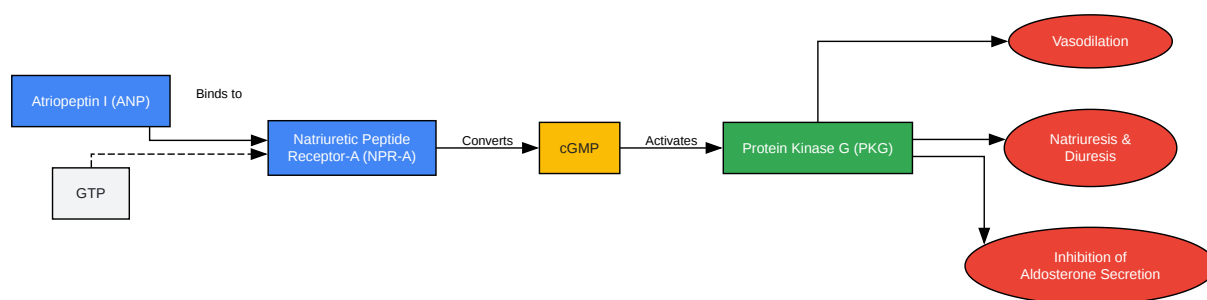 Vasodilation
Atriopeptin I (ANP)
Binds to
Natriuretic Peptide
Receptor-A (NPR-A)
Converts
cGMP
Activates
Protein Kinase G (PKG)
Natriuresis &
Diuresis
GTP
Inhibition of
Aldosterone Secretion